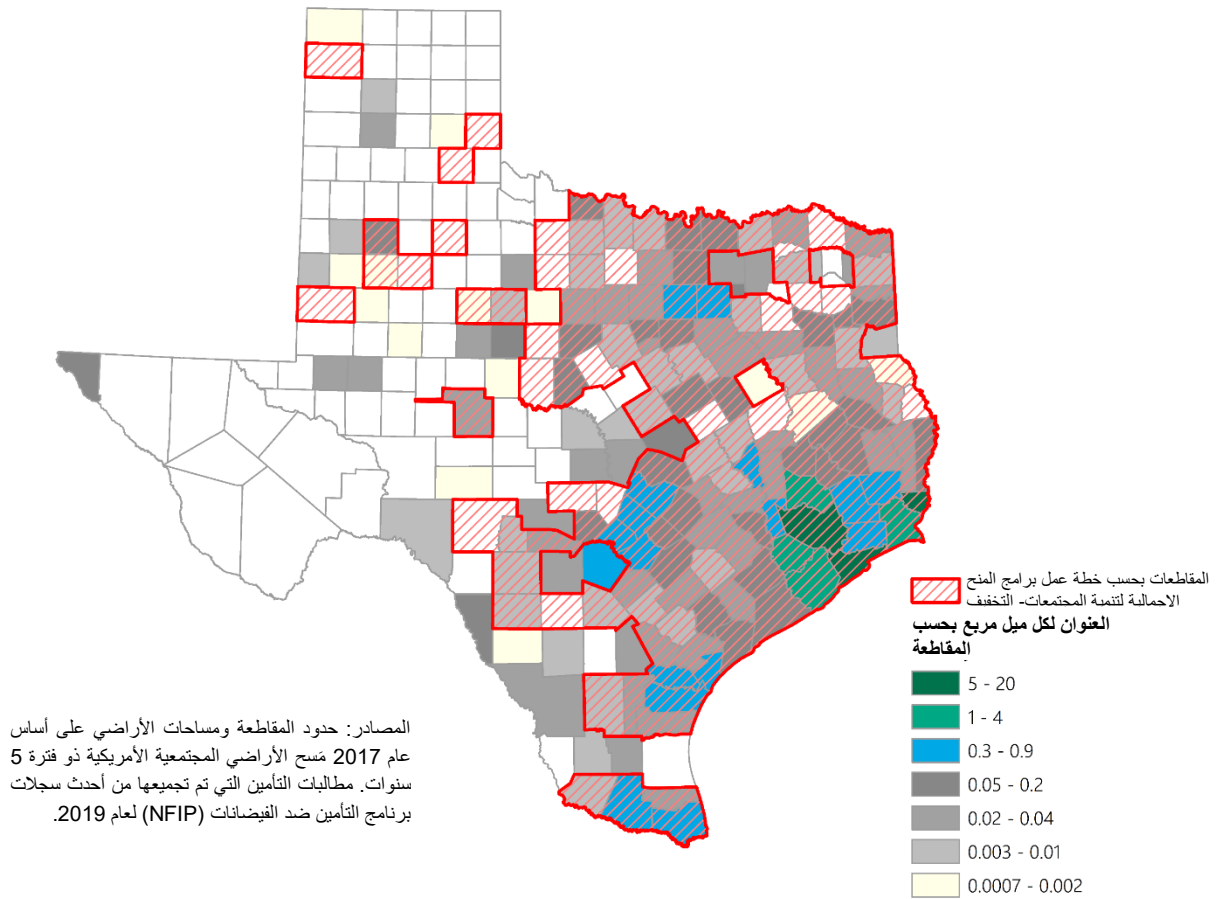 المقاطعات بحسب خطة عمل برامج المنح
الاجمالية لتنمية المجتمعات- التخفيف
العنوان لكل ميل مربع بحسب
المقاطعة
5 - 20
1 - 4
0.3 - 0.9
0.05 - 0.2
0.02 - 0.04
0.003 - 0.01
0.0007 - 0.002
المصادر: حدود المقاطعة ومساحات الأراضي على أساس
عام 2017 مَسح الأراضي المجتمعية الأمريكية ذو فترة 5
سنوات. مطالبات التأمين التي تم تجميعها من أحدث سجلات
برنامج التأمين ضد الفيضانات (NFIP) لعام 2019.